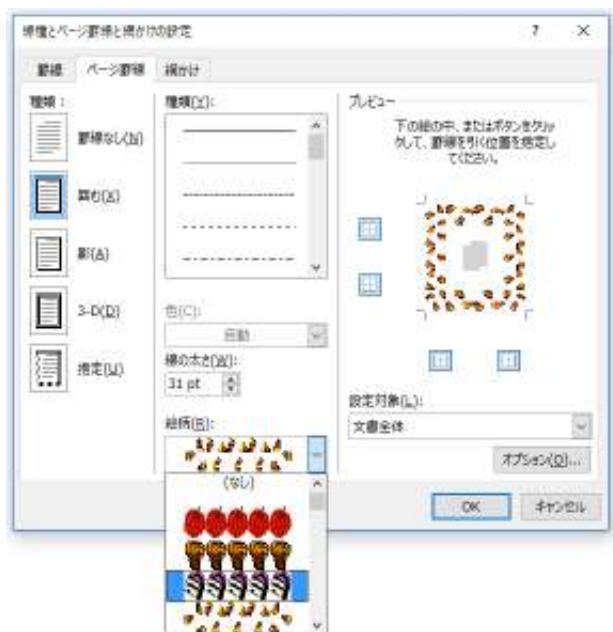 線種とページ罫線と網かけの設定
?
×
罫線
ページ罫線
網かけ
種類：
罫線なし(N)
囲む(X)
影(A)
3-D(D)
指定(U)
種類(Y):
色(C):
自動
線の太さ(W):
31 pt
絵柄(R):
(なし)
プレビュー
下の絵の中、またはボタンをクリッ
クして、罫線を引く位置を指定し
てください。
設定対象(L):
文書全体
オプション(O)...
OK
キャンセル